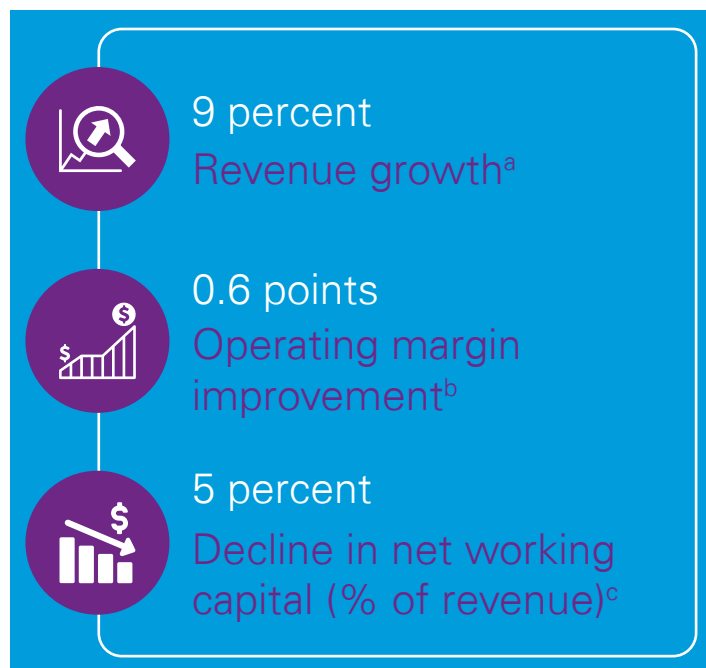 9 percent
Revenue growthᵃ
0.6 points
$
$
Operating margin
improvementᵇ
5 percent
$
Decline in net working
capital (% of revenue)ᶜ